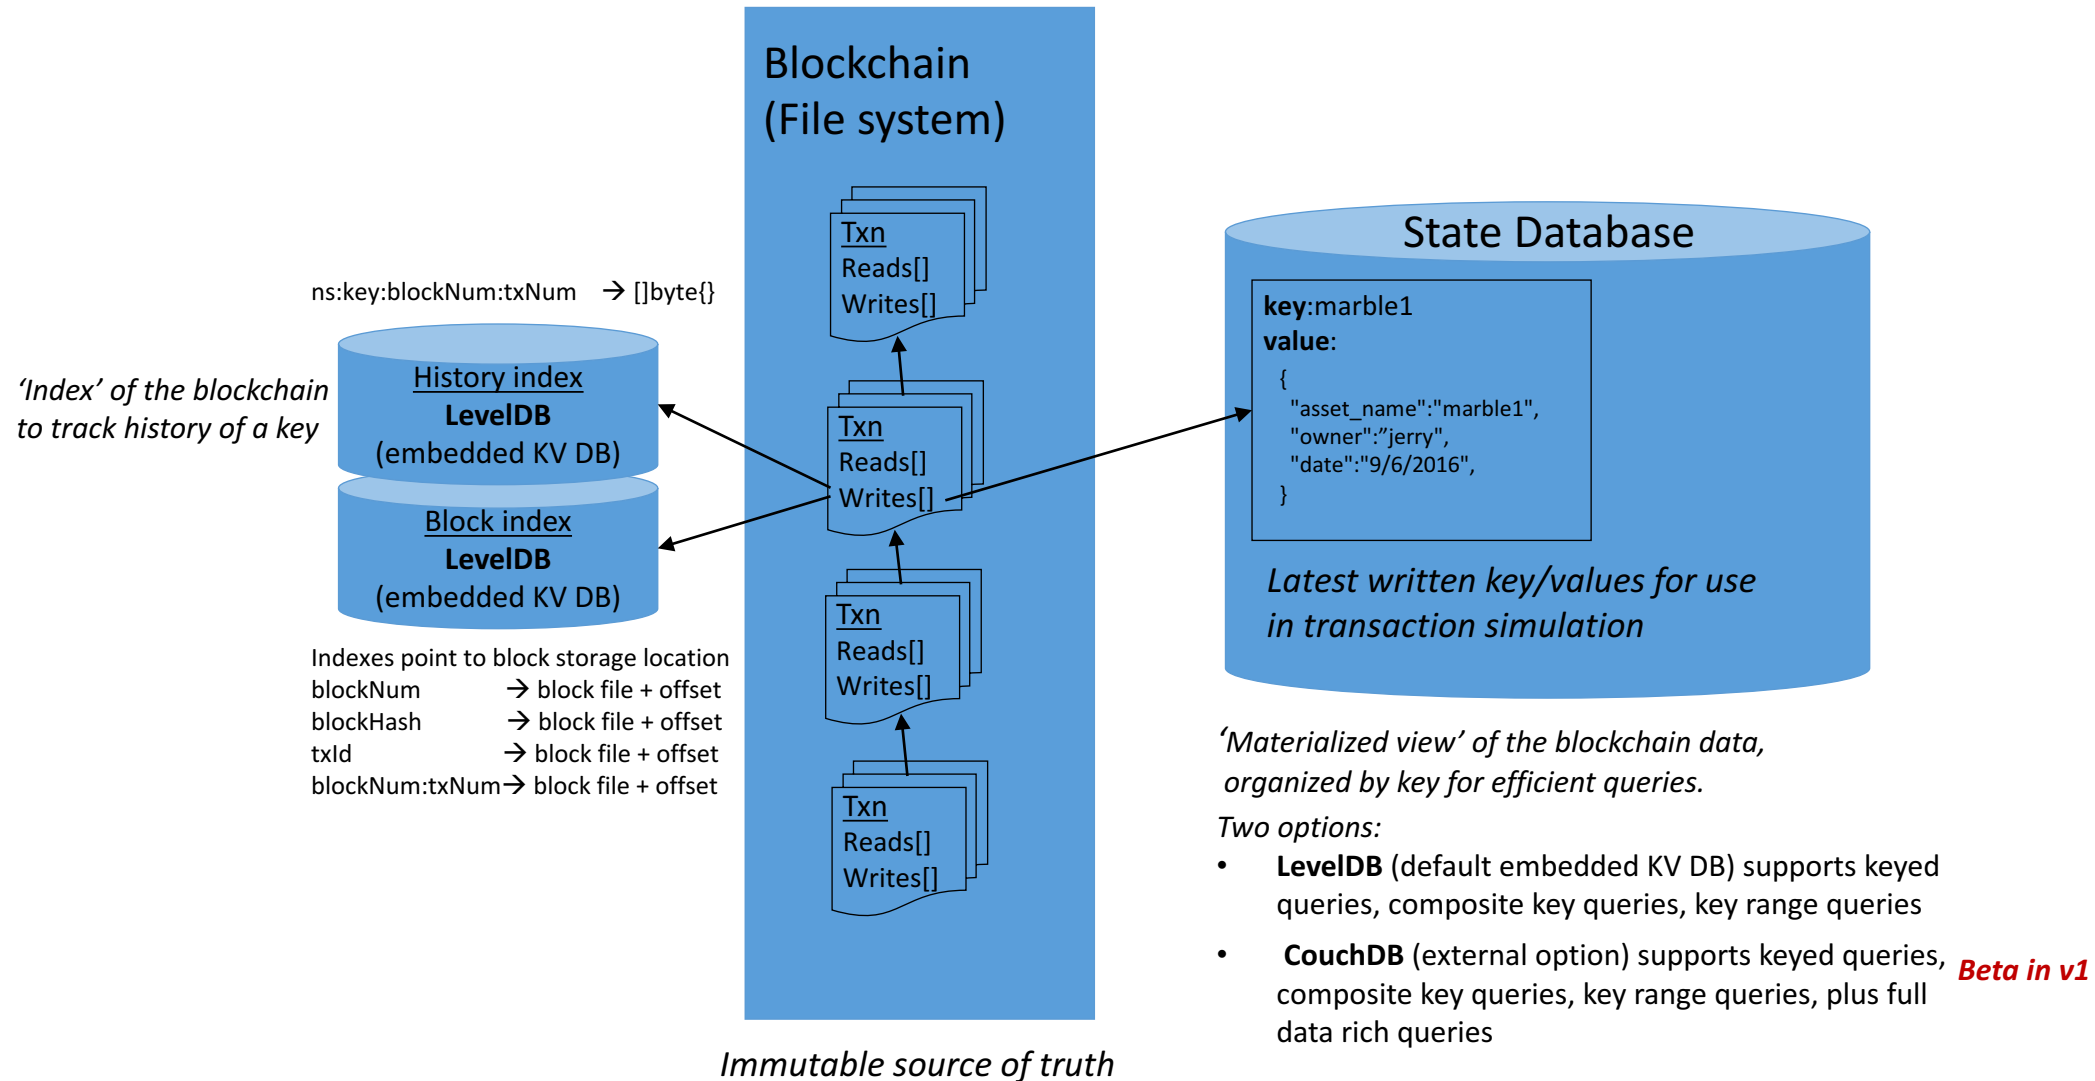 Blockchain
(File system)
Txn
Reads[]
Writes[]
Txn
Reads[]
Writes[]
Txn
Reads[]
Writes[]
Txn
Reads[]
Writes[]
Immutable source of truth
ns:key:blockNum:txNum → []byte{}
‘Index’ of the blockchain
to track history of a key
History index
LevelDB
(embedded KV DB)
Block index
LevelDB
(embedded KV DB)
Indexes point to block storage location
blockNum → block file + offset
blockHash → block file + offset
txId → block file + offset
blockNum:txNum → block file + offset
State Database
key:marble1
value:
{
"asset_name":"marble1",
"owner":”jerry",
"date":"9/6/2016",
}
Latest written key/values for use
in transaction simulation
‘Materialized view’ of the blockchain data,
organized by key for efficient queries.
Two options:
• LevelDB (default embedded KV DB) supports keyed
queries, composite key queries, key range queries
• CouchDB (external option) supports keyed queries,
composite key queries, key range queries, plus full
data rich queries
Beta in v1